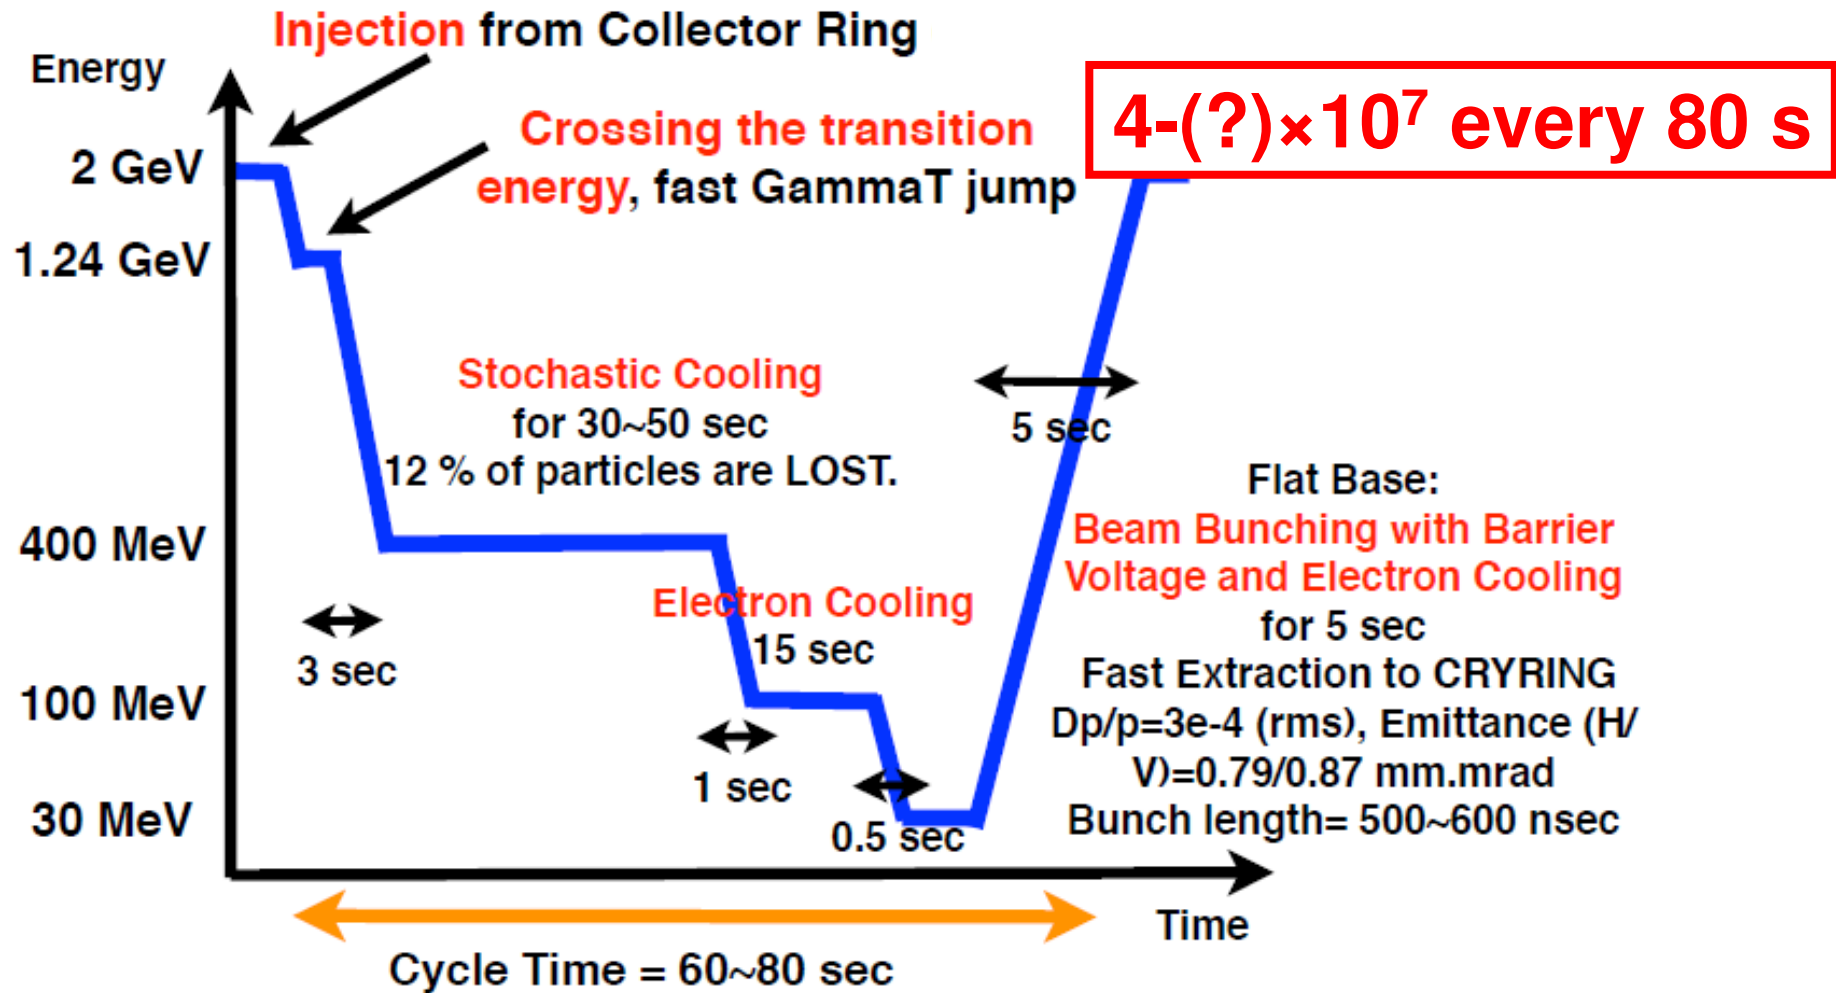 Injection from Collector Ring
Energy
4-(?)×10⁷ every 80 s
Crossing the transition
energy, fast GammaT jump
2 GeV
1.24 GeV
Stochastic Cooling
for 30~50 sec
12 % of particles are LOST.
5 sec
Flat Base:
Beam Bunching with Barrier
Voltage and Electron Cooling
for 5 sec
Fast Extraction to CRYRING
Dp/p=3e-4 (rms), Emittance (H/
V)=0.79/0.87 mm.mrad
Bunch length= 500~600 nsec
400 MeV
Electron Cooling
15 sec
3 sec
100 MeV
1 sec
30 MeV
0.5 sec
Time
Cycle Time = 60~80 sec